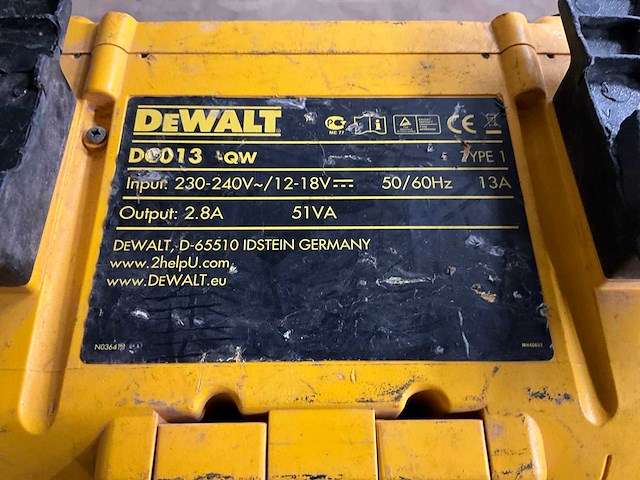 DEWALT
DC013 -QW TYPE 1
Input: 230-240V~/12-18V⎓ 50/60Hz 13A
Output: 2.8A 51VA
DEWALT, D-65510 IDSTEIN GERMANY
www.2helpU.com
www.DEWALT.eu